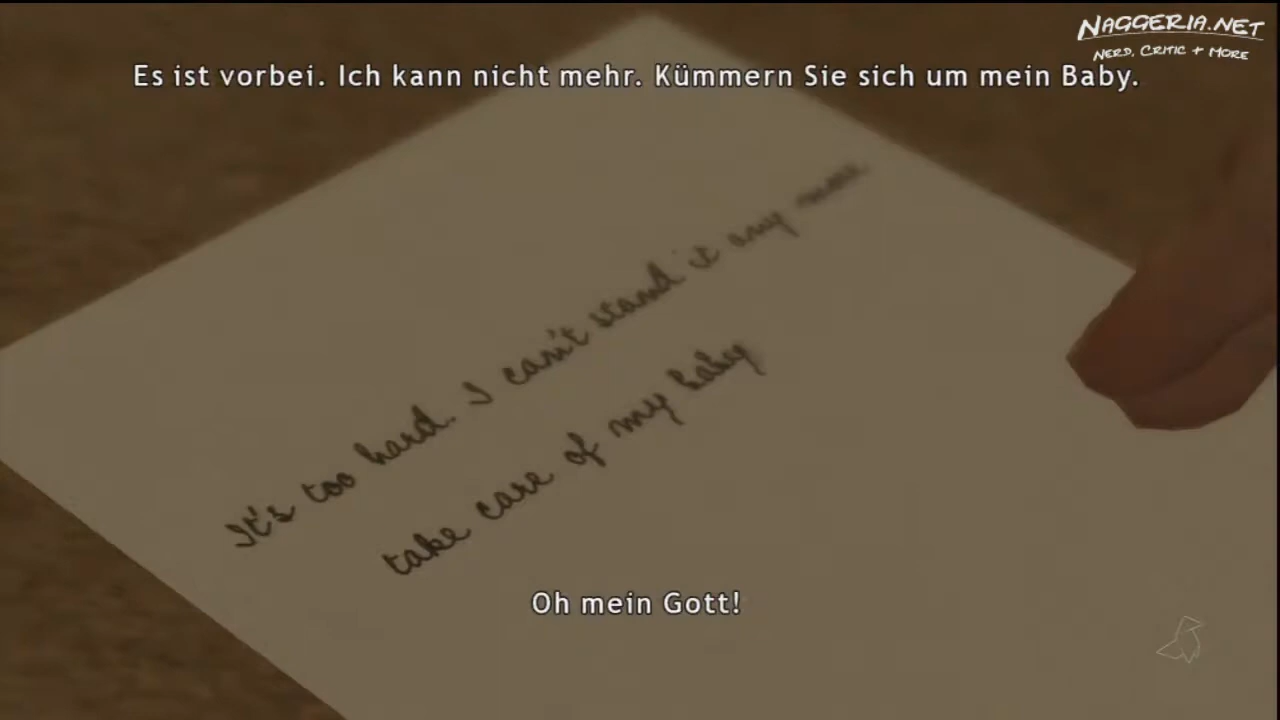 NAGGERIA.NET
NERD, CRITIC + MORE
Es ist vorbei. Ich kann nicht mehr. Kümmern Sie sich um mein Baby.
It's too hard. I can't stand it any more
take care of my baby
Oh mein Gott!